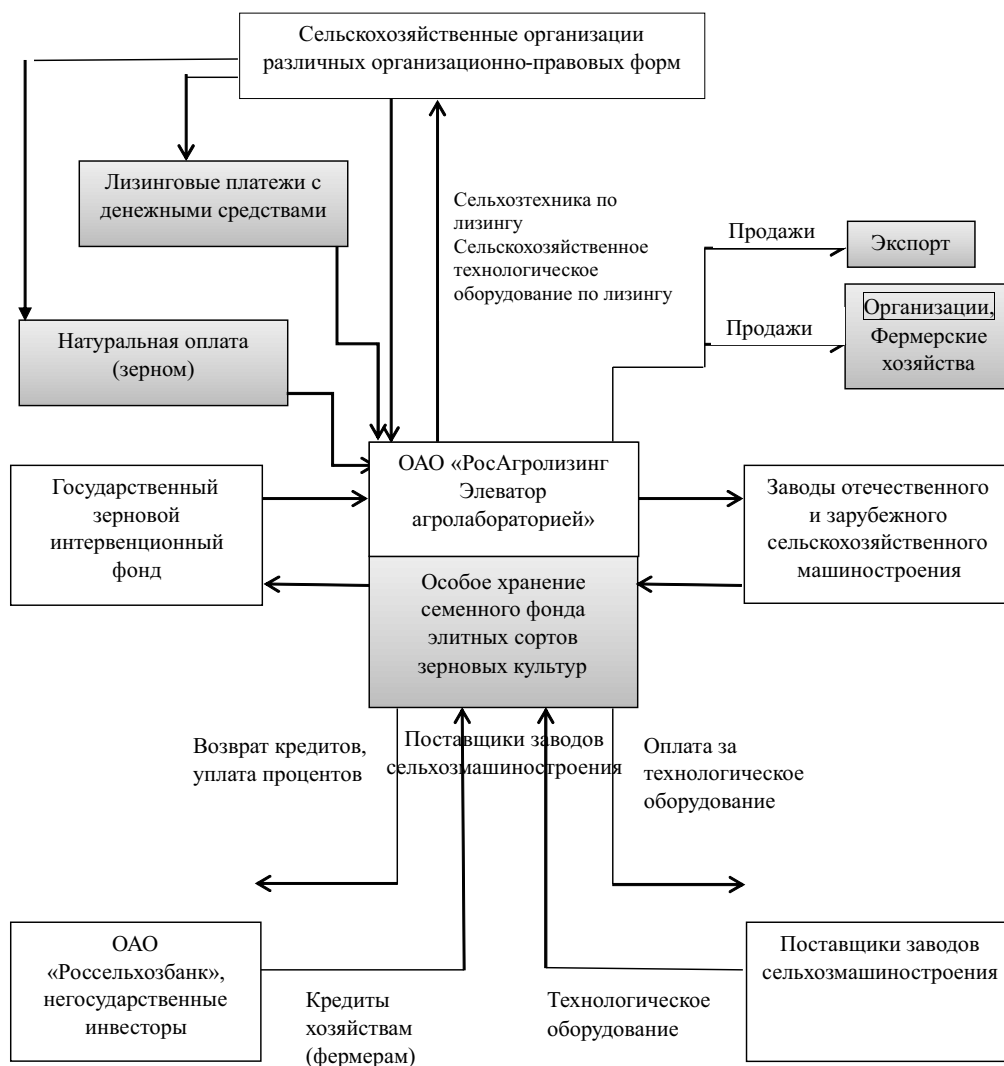 Сельскохозяйственные организации
различных организационно-правовых форм
Лизинговые платежи с
денежными средствами
Сельхозтехника по
лизингу
Сельскохозяйственное
технологическое
оборудование по лизингу
Продажи
Экспорт
Организации,
Фермерские
хозяйства
Продажи
Натуральная оплата
(зерном)
Государственный
зерновой
интервенционный
фонд
ОАО «РосАгролизинг
Элеватор
агролабораторией»
Заводы отечественного
и зарубежного
сельскохозяйственного
машиностроения
Особое хранение
семенного фонда
элитных сортов
зерновых культур
Возврат кредитов,
уплата процентов
Поставщики заводов
сельхозмашиностроения
Оплата за
технологическое
оборудование
ОАО
«Россельхозбанк»,
негосударственные
инвесторы
Кредиты
хозяйствам
(фермерам)
Технологическое
оборудование
Поставщики заводов
сельхозмашиностроения